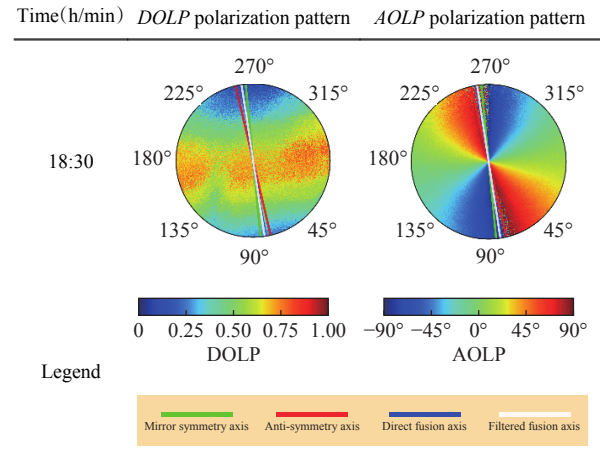 Time(h/min) DOLP polarization pattern AOLP polarization pattern
270° 270°
225° 315° 225° 315°
18:30 180° 180°
135° 45° 135° 45°
90° 90°
0 0.25 0.50 0.75 1.00 −90° −45° 0° 45° 90°
DOLP AOLP
Legend
Mirror symmetry axis Anti-symmetry axis Direct fusion axis Filtered fusion axis